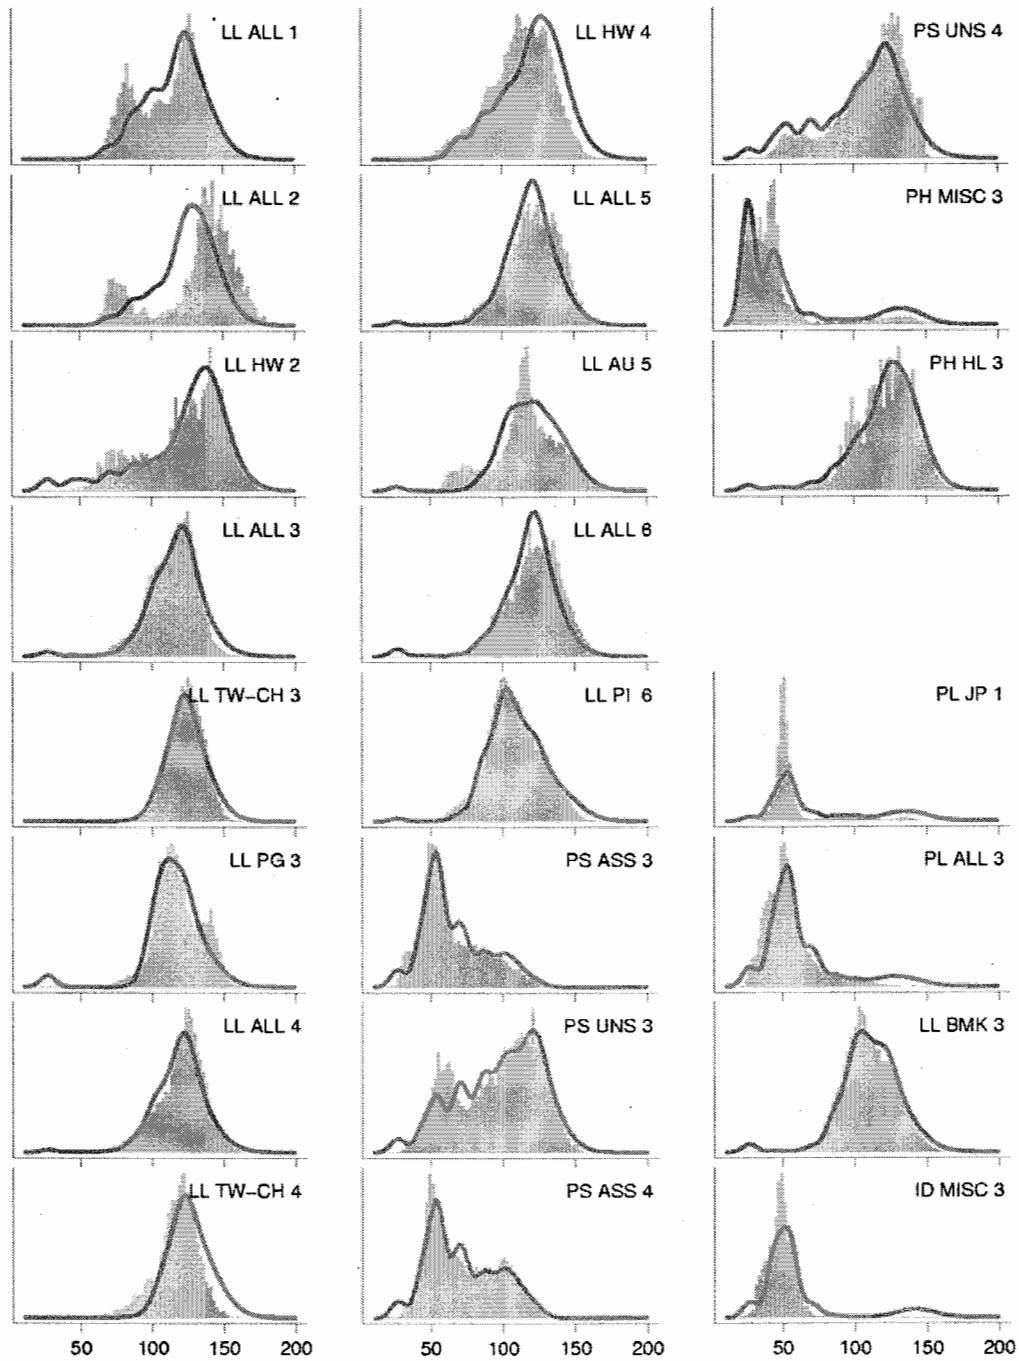 LL ALL 1
LL HW 4
PS UNS 4
LL ALL 2
LL ALL 5
PH MISC 3
LL HW 2
LL AU 5
PH HL 3
LL ALL 3
LL ALL 6
LL TW-CH 3
LL PI 6
PL JP 1
LL PG 3
PS ASS 3
PL ALL 3
LL ALL 4
PS UNS 3
LL BMK 3
LL TW-CH 4
PS ASS 4
ID MISC 3
50 100 150 200 50 100 150 200 50 100 150 200